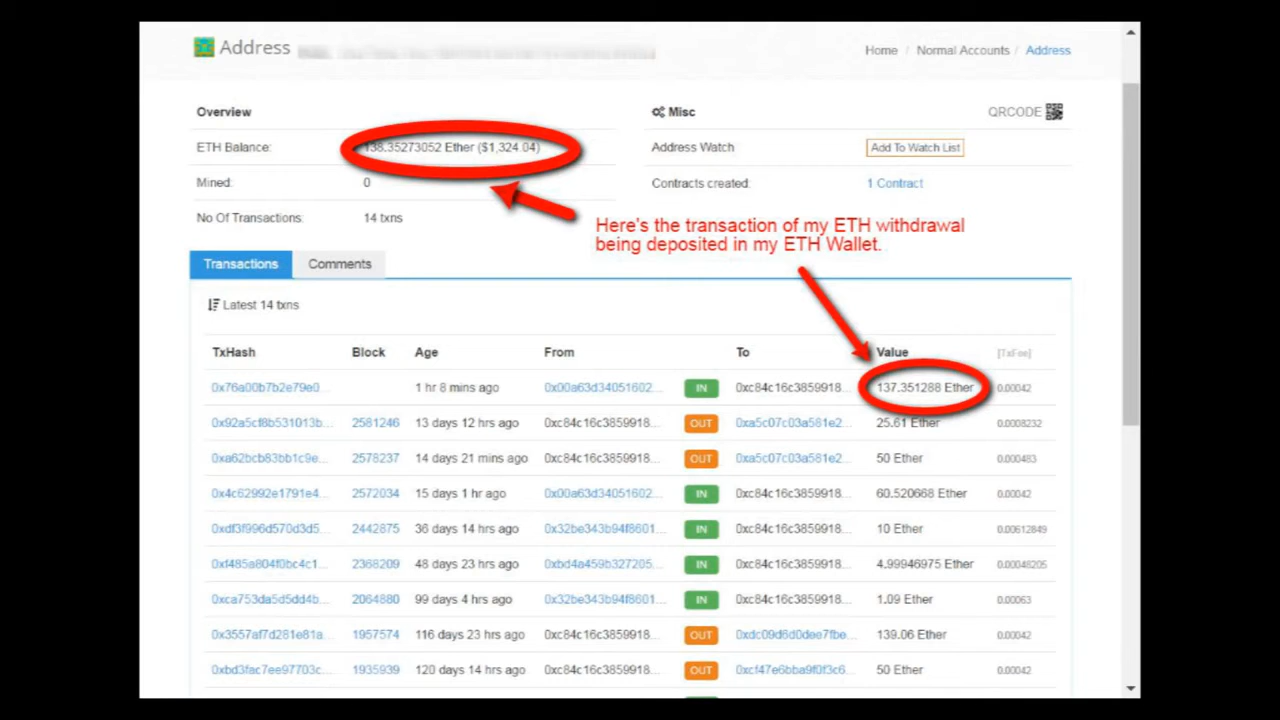 Address
Home / Normal Accounts / Address
Overview
Misc
QRCODE
ETH Balance: 138.35273052 Ether ($1,324.04)
Address Watch Add To Watch List
Mined: 0
Contracts created: 1 Contract
No Of Transactions: 14 txns
Here's the transaction of my ETH withdrawal
being deposited in my ETH Wallet.
Transactions Comments
Latest 14 txns
TxHash Block Age From To Value [TxFee]
0x76a00b7b2e79e0... 1 hr 8 mins ago 0x00a63d34051602... IN 0xc84c16c3859918... 137.351288 Ether 0.00042
0x92a5cf8b531013b... 2581246 13 days 12 hrs ago 0xc84c16c3859918... OUT 0xa5c07c03a581e2... 25.61 Ether 0.0008232
0xa62bcb83bb1c9e... 2578237 14 days 21 mins ago 0xc84c16c3859918... OUT 0xa5c07c03a581e2... 50 Ether 0.000483
0x4c62992e1791e4... 2572034 15 days 1 hr ago 0x00a63d34051602... IN 0xc84c16c3859918... 60.520668 Ether 0.00042
0xdf3f996d570d3d5... 2442875 36 days 14 hrs ago 0x32be343b94f8601... IN 0xc84c16c3859918... 10 Ether 0.00612849
0xf485a804f0bc4c1... 2368209 48 days 23 hrs ago 0xbd4a459b327205... IN 0xc84c16c3859918... 4.99946975 Ether 0.00046205
0xca753da5d5dd4b... 2064880 99 days 4 hrs ago 0x32be343b94f8601... IN 0xc84c16c3859918... 1.09 Ether 0.00063
0x3557af7d281e81a... 1957574 116 days 23 hrs ago 0xc84c16c3859918... OUT 0xdc09d6d0dee7fbe... 139.06 Ether 0.00042
0xbd3fac7ee97703c... 1935939 120 days 14 hrs ago 0xc84c16c3859918... OUT 0xcf47e6bba9f0f3c6... 50 Ether 0.00042